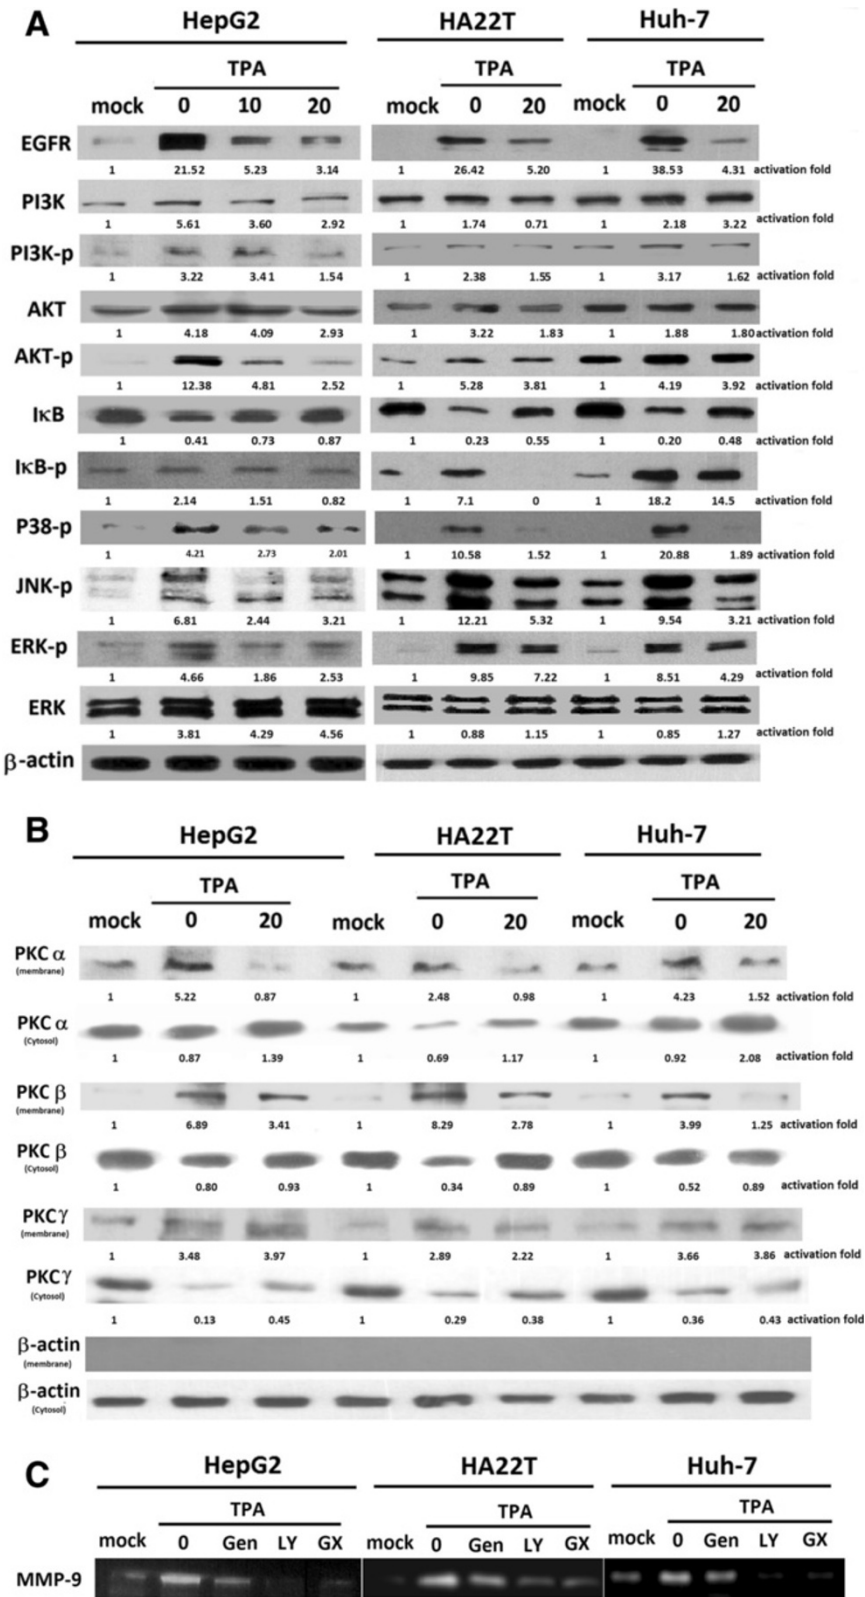 A
HepG2 HA22T Huh-7
TPA TPA TPA
mock 0 10 20 mock 0 20 mock 0 20
EGFR
1 21.52 5.23 3.14 1 26.42 5.20 1 38.53 4.31 activation fold
PI3K
1 5.61 3.60 2.92 1 1.74 0.71 1 2.18 3.22 activation fold
PI3K-p
1 3.22 3.41 1.54 1 2.38 1.55 1 3.17 1.62 activation fold
AKT
1 4.18 4.09 2.93 1 3.22 1.83 1 1.88 1.80 activation fold
AKT-p
1 12.38 4.81 2.52 1 5.28 3.81 1 4.19 3.92 activation fold
IκB
1 0.41 0.73 0.87 1 0.23 0.55 1 0.20 0.48 activation fold
IκB-p
1 2.14 1.51 0.82 1 7.1 0 1 18.2 14.5 activation fold
P38-p
1 4.21 2.73 2.01 1 10.58 1.52 1 20.88 1.89 activation fold
JNK-p
1 6.81 2.44 3.21 1 12.21 5.32 1 9.54 3.21 activation fold
ERK-p
1 4.66 1.86 2.53 1 9.85 7.22 1 8.51 4.29 activation fold
ERK
1 3.81 4.29 4.56 1 0.88 1.15 1 0.85 1.27 activation fold
β-actin
B
HepG2 HA22T Huh-7
TPA TPA TPA
mock 0 20 mock 0 20 mock 0 20
PKC α
(membrane)
1 5.22 0.87 1 2.48 0.98 1 4.23 1.52 activation fold
PKC α
(Cytosol)
1 0.87 1.39 1 0.69 1.17 1 0.92 2.08 activation fold
PKC β
(membrane)
1 6.89 3.41 1 8.29 2.78 1 3.99 1.25 activation fold
PKC β
(Cytosol)
1 0.80 0.93 1 0.34 0.89 1 0.52 0.89 activation fold
PKCγ
(membrane)
1 3.48 3.97 1 2.89 2.22 1 3.66 3.86 activation fold
PKCγ
(Cytosol)
1 0.13 0.45 1 0.29 0.38 1 0.36 0.43 activation fold
β-actin
(membrane)
β-actin
(Cytosol)
C
HepG2 HA22T Huh-7
TPA TPA TPA
mock 0 Gen LY GX mock 0 Gen LY GX mock 0 Gen LY GX
MMP-9